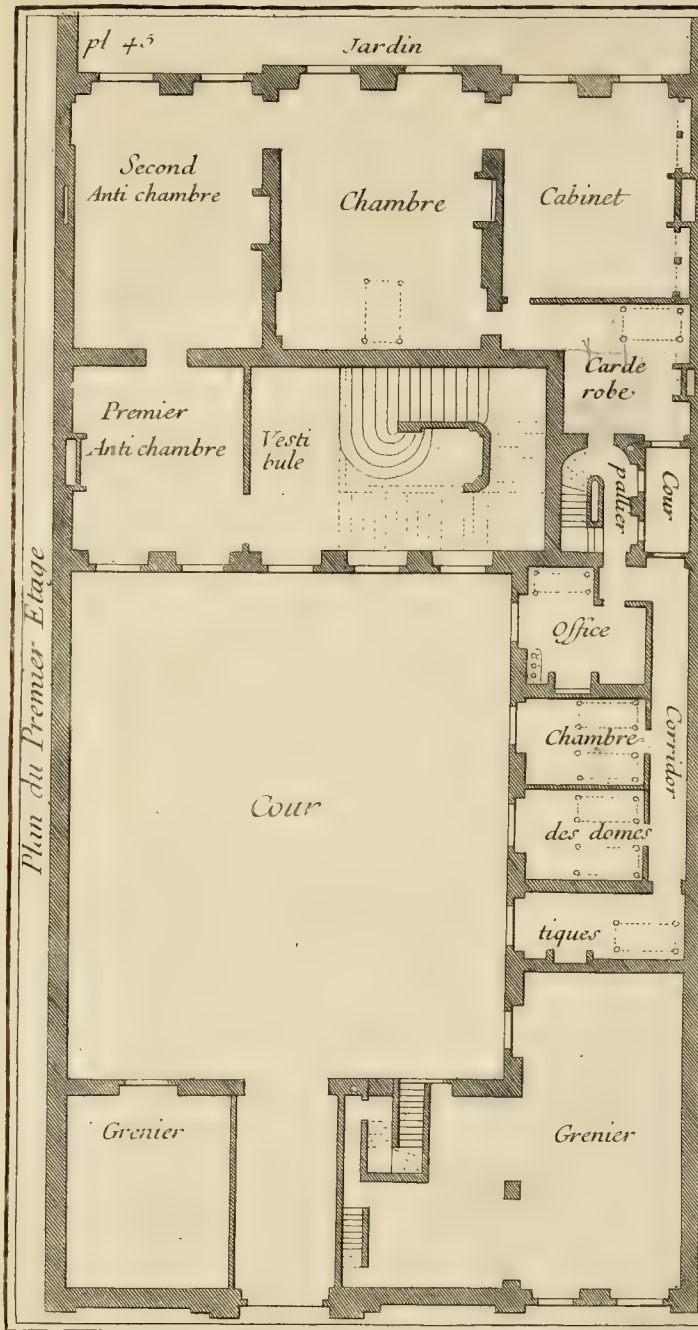 pl 45
Jardin
Second
Anti chambre
Chambre
Cabinet
Garde
robe
Premier
Anti chambre
Vesti
bule
pallier
Cour
Plan du Premier Etage
Office
Chambre
Corridor
Cour
des domes
tiques
Grenier
Grenier